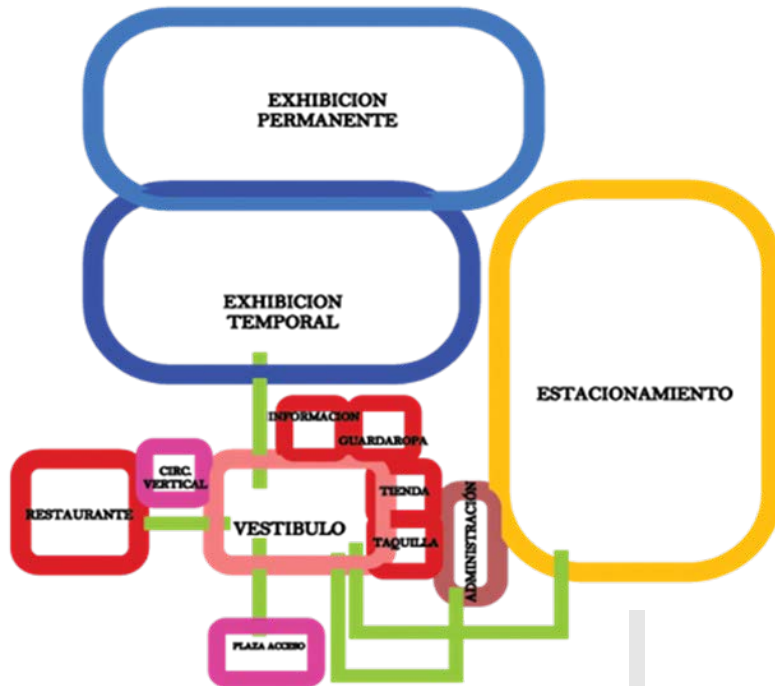 EXHIBICION
PERMANENTE
EXHIBICION
TEMPORAL
ESTACIONAMIENTO
INFORMACION
GUARDAROPA
CIRC.
VERTICAL
RESTAURANTE
VESTIBULO
TIENDA
TAQUILLA
ADMINISTRACIÓN
PLAZA ACCESO